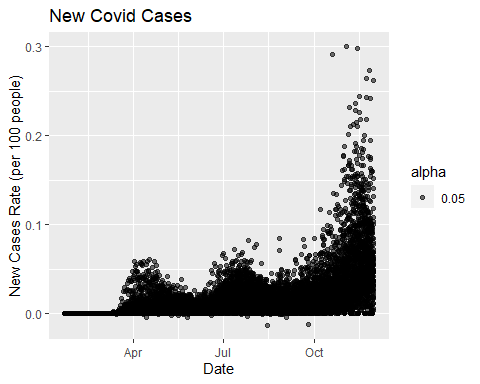 New Covid Cases
New Cases Rate (per 100 people)
0.3
0.2
0.1
0.0
Apr
Jul
Oct
Date
alpha
0.05